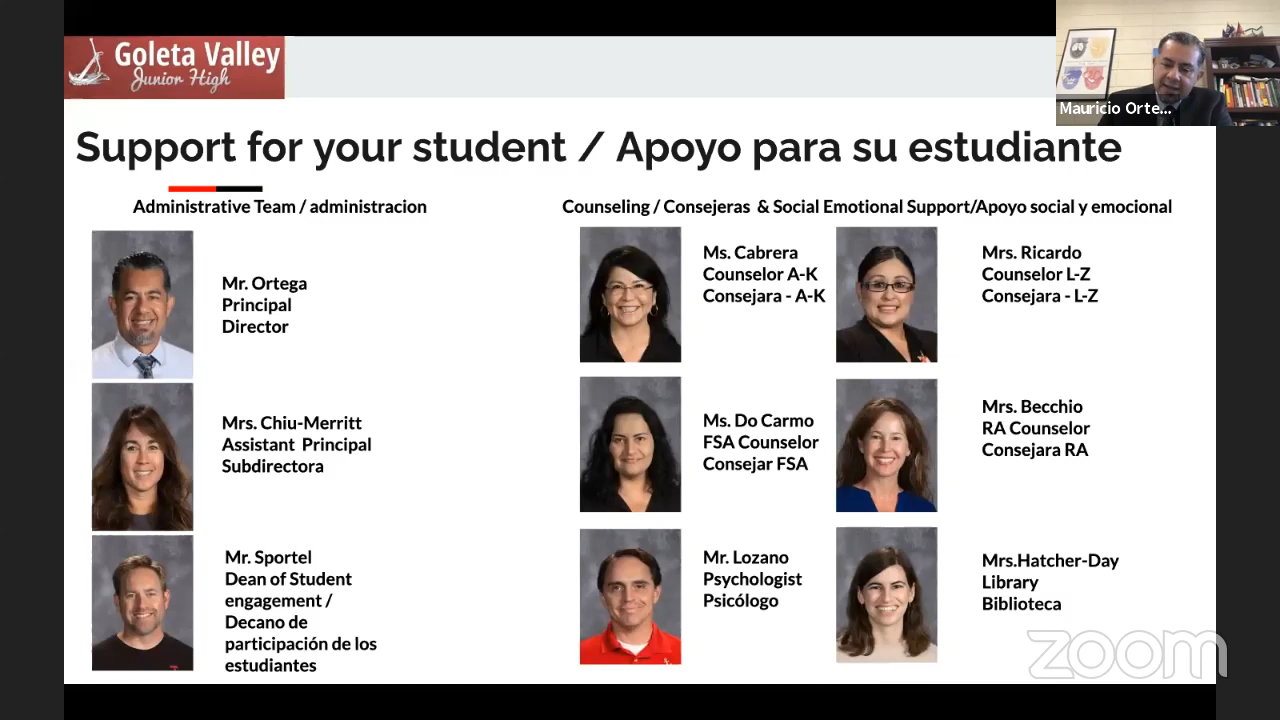 Goleta Valley
Junior High
Mauricio Orte...
Support for your student / Apoyo para su estudiante
Administrative Team / administracion
Mr. Ortega
Principal
Director
Mrs. Chiu-Merritt
Assistant Principal
Subdirectora
Mr. Sportel
Dean of Student
engagement /
Decano de
participación de los
estudiantes
Counseling / Consejeras & Social Emotional Support/Apoyo social y emocional
Ms. Cabrera
Counselor A-K
Consejara - A-K
Mrs. Ricardo
Counselor L-Z
Consejara - L-Z
Ms. Do Carmo
FSA Counselor
Consejar FSA
Mrs. Becchio
RA Counselor
Consejara RA
Mr. Lozano
Psychologist
Psicólogo
Mrs.Hatcher-Day
Library
Biblioteca
zoom